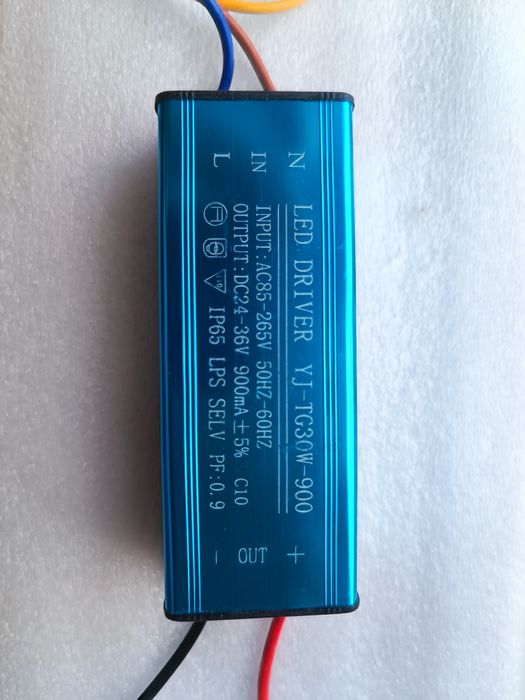 N
IN
L
LED DRIVER YJ-TG30W-900
INPUT:AC85-265V 50HZ-60HZ
OUTPUT:DC24-36V 900mA±5% C10
IP65 LPS SELV PF:0.9
+
OUT
-